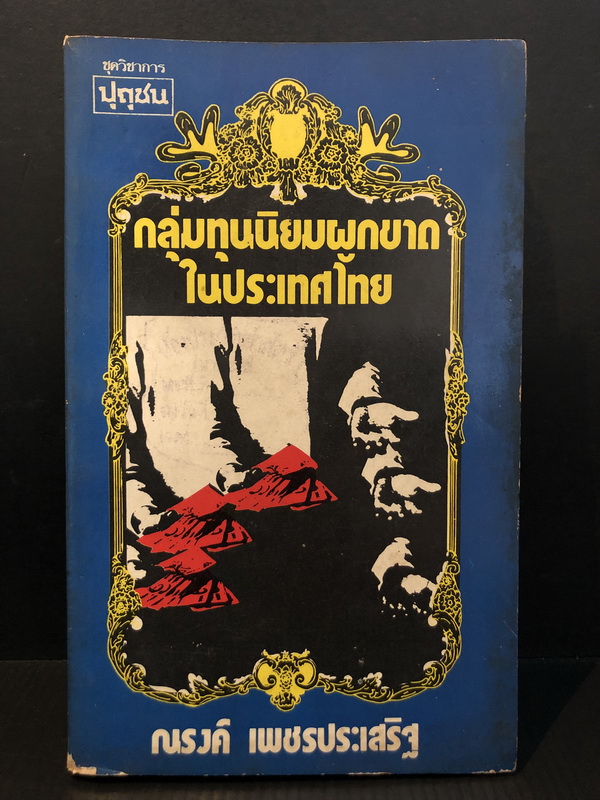 ชุดวิชาการ
ปุถุชน
กลุ่มทุนนิยมผูกขาด
ในประเทศไทย
ณรงค์ เพชรประเสริฐ